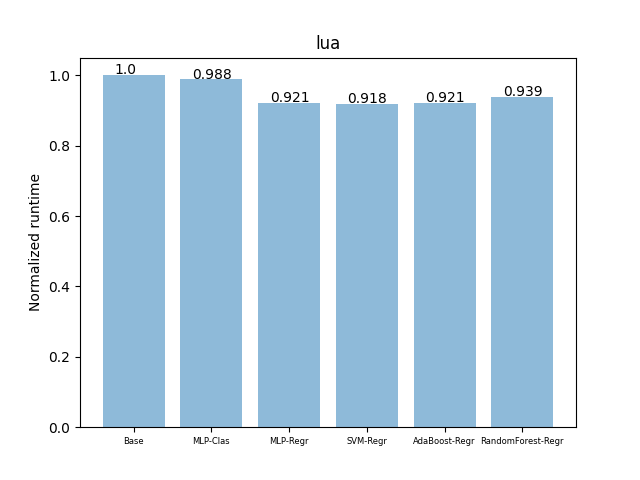 lua
Normalized runtime
1.0
0.8
0.6
0.4
0.2
0.0
1.0
0.988
0.921
0.918
0.921
0.939
Base
MLP-Clas
MLP-Regr
SVM-Regr
AdaBoost-Regr
RandomForest-Regr